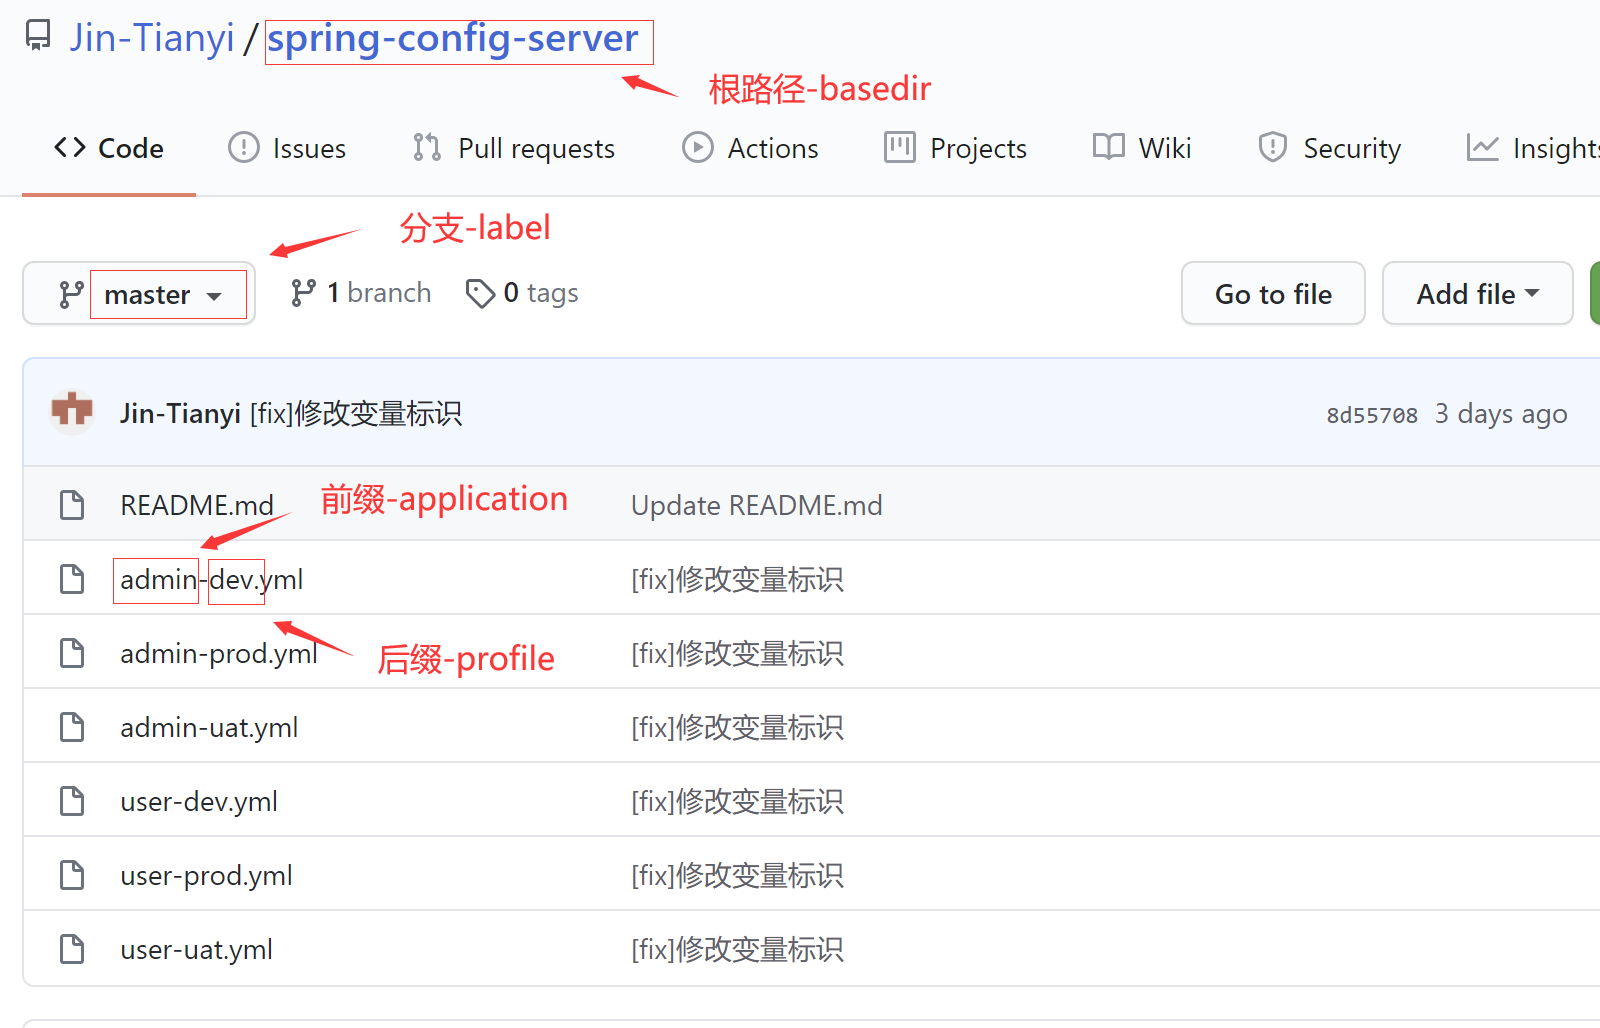 Jin-Tianyi / spring-config-server
根路径-basedir
Code Issues Pull requests Actions Projects Wiki Security Insights
分支-label
master 1 branch 0 tags Go to file Add file
Jin-Tianyi [fix]修改变量标识 8d55708 3 days ago
README.md 前缀-application Update README.md
admin-dev.yml [fix]修改变量标识
admin-prod.yml 后缀-profile [fix]修改变量标识
admin-uat.yml [fix]修改变量标识
user-dev.yml [fix]修改变量标识
user-prod.yml [fix]修改变量标识
user-uat.yml [fix]修改变量标识